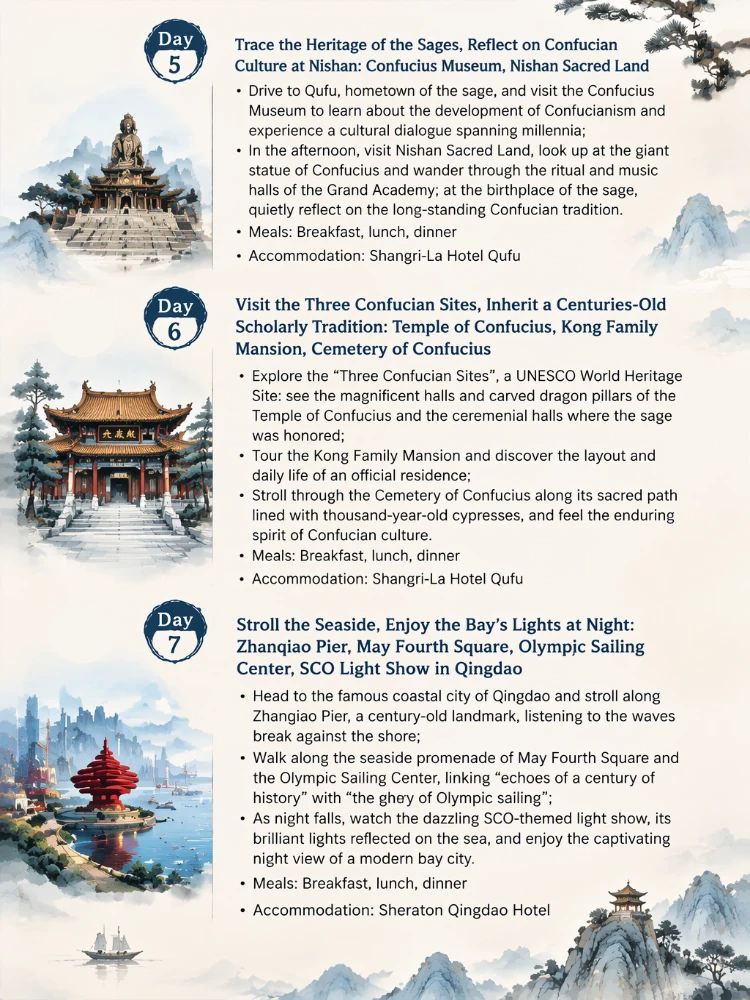 Day
5
Trace the Heritage of the Sages, Reflect on Confucian
Culture at Nishan: Confucius Museum, Nishan Sacred Land
• Drive to Qufu, hometown of the sage, and visit the Confucius
Museum to learn about the development of Confucianism and
experience a cultural dialogue spanning millennia;
• In the afternoon, visit Nishan Sacred Land, look up at the giant
statue of Confucius and wander through the ritual and music
halls of the Grand Academy; at the birthplace of the sage,
quietly reflect on the long-standing Confucian tradition.
• Meals: Breakfast, lunch, dinner
• Accommodation: Shangri-La Hotel Qufu
Day
6
Visit the Three Confucian Sites, Inherit a Centuries-Old
Scholarly Tradition: Temple of Confucius, Kong Family
Mansion, Cemetery of Confucius
• Explore the “Three Confucian Sites”, a UNESCO World Heritage
Site: see the magnificent halls and carved dragon pillars of the
Temple of Confucius and the ceremenial halls where the sage
was honored;
• Tour the Kong Family Mansion and discover the layout and
daily life of an official residence;
• Stroll through the Cemetery of Confucius along its sacred path
lined with thousand-year-old cypresses, and feel the enduring
spirit of Confucian culture.
• Meals: Breakfast, lunch, dinner
• Accommodation: Shangri-La Hotel Qufu
Day
7
Stroll the Seaside, Enjoy the Bay’s Lights at Night:
Zhanqiao Pier, May Fourth Square, Olympic Sailing
Center, SCO Light Show in Qingdao
• Head to the famous coastal city of Qingdao and stroll along
Zhangiao Pier, a century-old landmark, listening to the waves
break against the shore;
• Walk along the seaside promenade of May Fourth Square and
the Olympic Sailing Center, linking “echoes of a century of
history” with “the of Olympic sailing”;
• As night falls, watch the dazzling SCO-themed light show, its
brilliant lights reflected on the sea, and enjoy the captivating
night view of a modern bay city.
• Meals: Breakfast, lunch, dinner
• Accommodation: Sheraton Qingdao Hotel